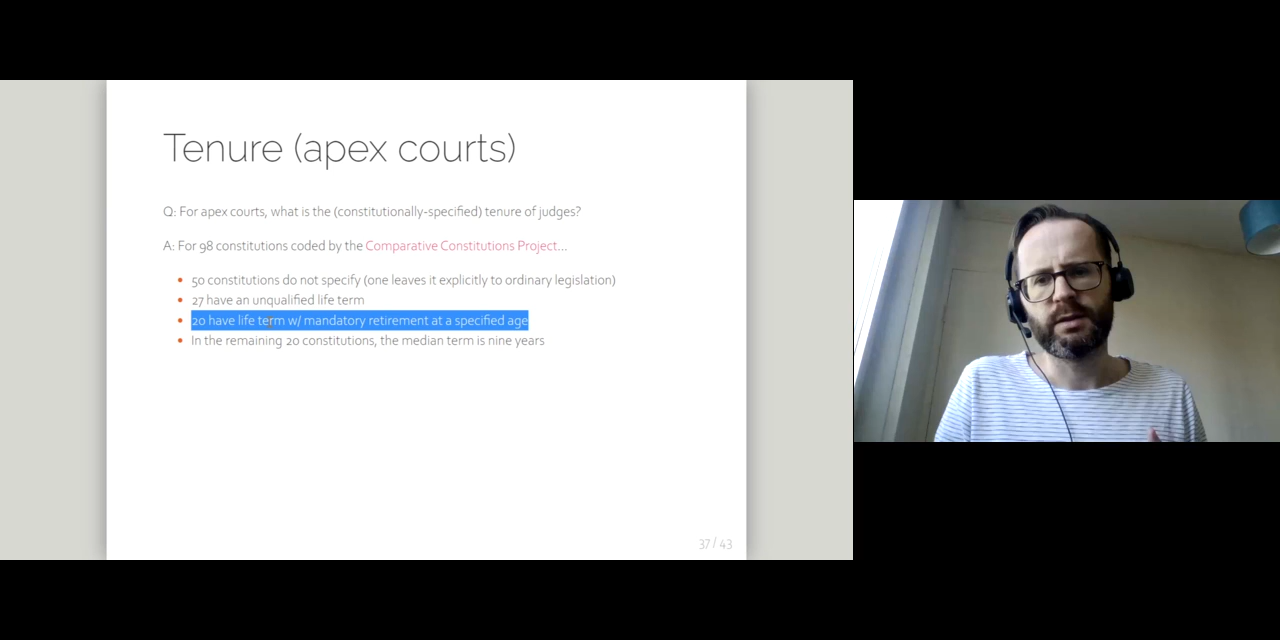 Tenure (apex courts)
Q: For apex courts, what is the (constitutionally-specified) tenure of judges?
A: For 98 constitutions coded by the Comparative Constitutions Project...
50 constitutions do not specify (one leaves it explicitly to ordinary legislation)
27 have an unqualified life term
20 have life term w/ mandatory retirement at a specified age
In the remaining 20 constitutions, the median term is nine years
37 / 43